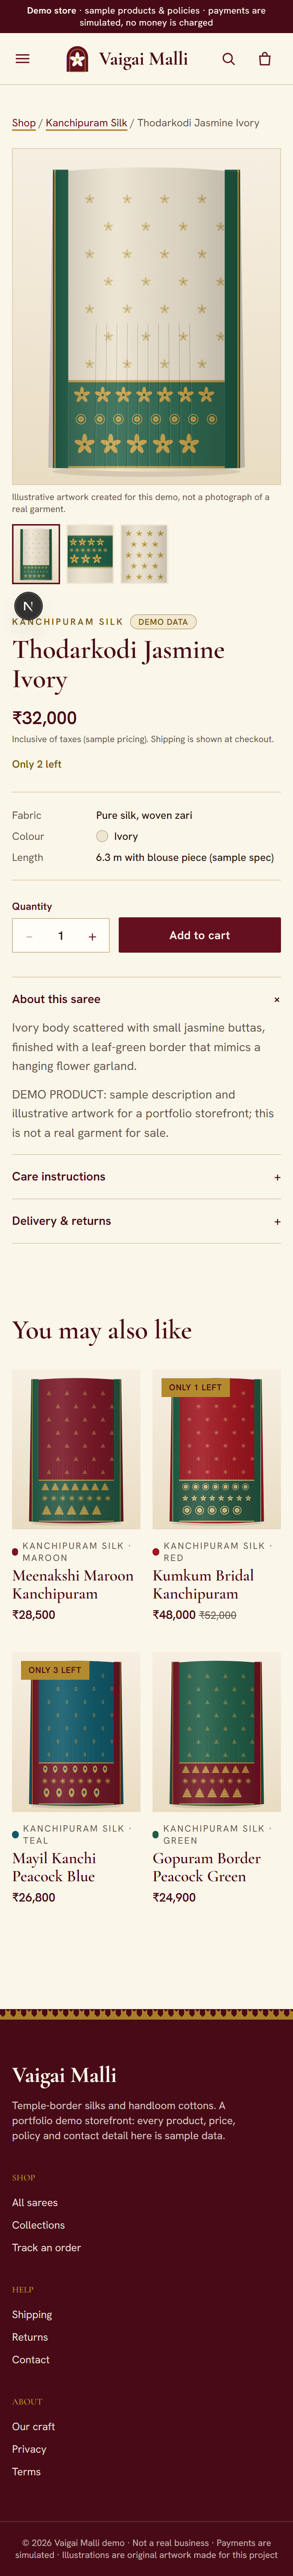 Demo store · sample products & policies · payments are
simulated, no money is charged
Vaigai Malli
Shop / Kanchipuram Silk / Thodarkodi Jasmine Ivory
Illustrative artwork created for this demo, not a photograph of a
real garment.
N
KANCHIPURAM SILK DEMO DATA
Thodarkodi Jasmine
Ivory
₹32,000
Inclusive of taxes (sample pricing). Shipping is shown at checkout.
Only 2 left
Fabric Pure silk, woven zari
Colour Ivory
Length 6.3 m with blouse piece (sample spec)
Quantity
− 1 + Add to cart
About this saree ×
Ivory body scattered with small jasmine buttas,
finished with a leaf-green border that mimics a
hanging flower garland.
DEMO PRODUCT: sample description and
illustrative artwork for a portfolio storefront; this
is not a real garment for sale.
Care instructions +
Delivery & returns +
You may also like
KANCHIPURAM SILK ·
MAROON
Meenakshi Maroon
Kanchipuram
₹28,500
ONLY 1 LEFT
KANCHIPURAM SILK ·
RED
Kumkum Bridal
Kanchipuram
₹48,000 ₹52,000
ONLY 3 LEFT
KANCHIPURAM SILK ·
TEAL
Mayil Kanchi
Peacock Blue
₹26,800
KANCHIPURAM SILK ·
GREEN
Gopuram Border
Peacock Green
₹24,900
Vaigai Malli
Temple-border silks and handloom cottons. A
portfolio demo storefront: every product, price,
policy and contact detail here is sample data.
SHOP
All sarees
Collections
Track an order
HELP
Shipping
Returns
Contact
ABOUT
Our craft
Privacy
Terms
© 2026 Vaigai Malli demo · Not a real business · Payments are
simulated · Illustrations are original artwork made for this project